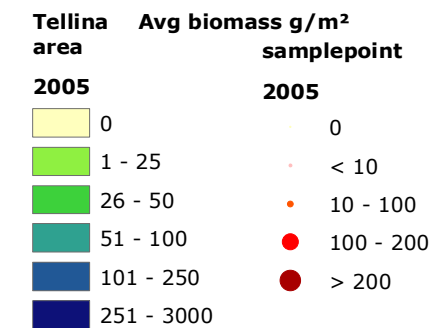 Tellina area
Avg biomass g/m²
samplepoint
2005
0
1 - 25
26 - 50
51 - 100
101 - 250
251 - 3000
2005
0
< 10
10 - 100
100 - 200
> 200